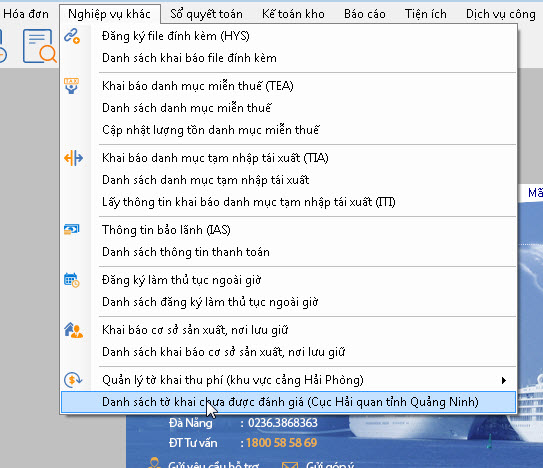 Hóa đơn Nghiệp vụ khác Sổ quyết toán Kế toán kho Báo cáo Tiện ích Dịch vụ công
Đăng ký file đính kèm (HYS)
Danh sách khai báo file đính kèm
Khai báo danh mục miễn thuế (TEA)
Danh sách danh mục miễn thuế
Cập nhật lượng tồn danh mục miễn thuế
Khai báo danh mục tạm nhập tái xuất (TIA)
Danh sách danh mục tạm nhập tái xuất
Mã
Lấy thông tin khai báo danh mục tạm nhập tái xuất (ITI)
Thông tin bảo lãnh (IAS)
Danh sách thông tin thanh toán
Đăng ký làm thủ tục ngoài giờ
Danh sách đăng ký làm thủ tục ngoài giờ
Khai báo cơ sở sản xuất, nơi lưu giữ
Danh sách khai báo cơ sở sản xuất, nơi lưu giữ
Quản lý tờ khai thu phí (khu vực cảng Hải Phòng)
Danh sách tờ khai chưa được đánh giá (Cục Hải quan tỉnh Quảng Ninh)
Đà Nẵng : 0236.3868363
ĐT Tư vấn : 1800 58 58 69
Gửi yêu cầu hỗ trợ Gửi góp ý